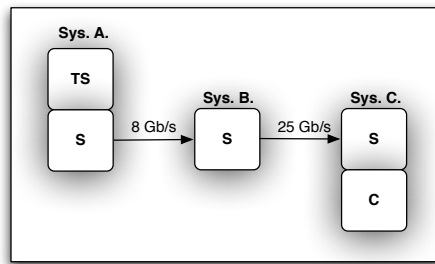 Sys. A.
TS
Sys. B.
Sys. C.
S
8 Gb/s
S
25 Gb/s
S
C